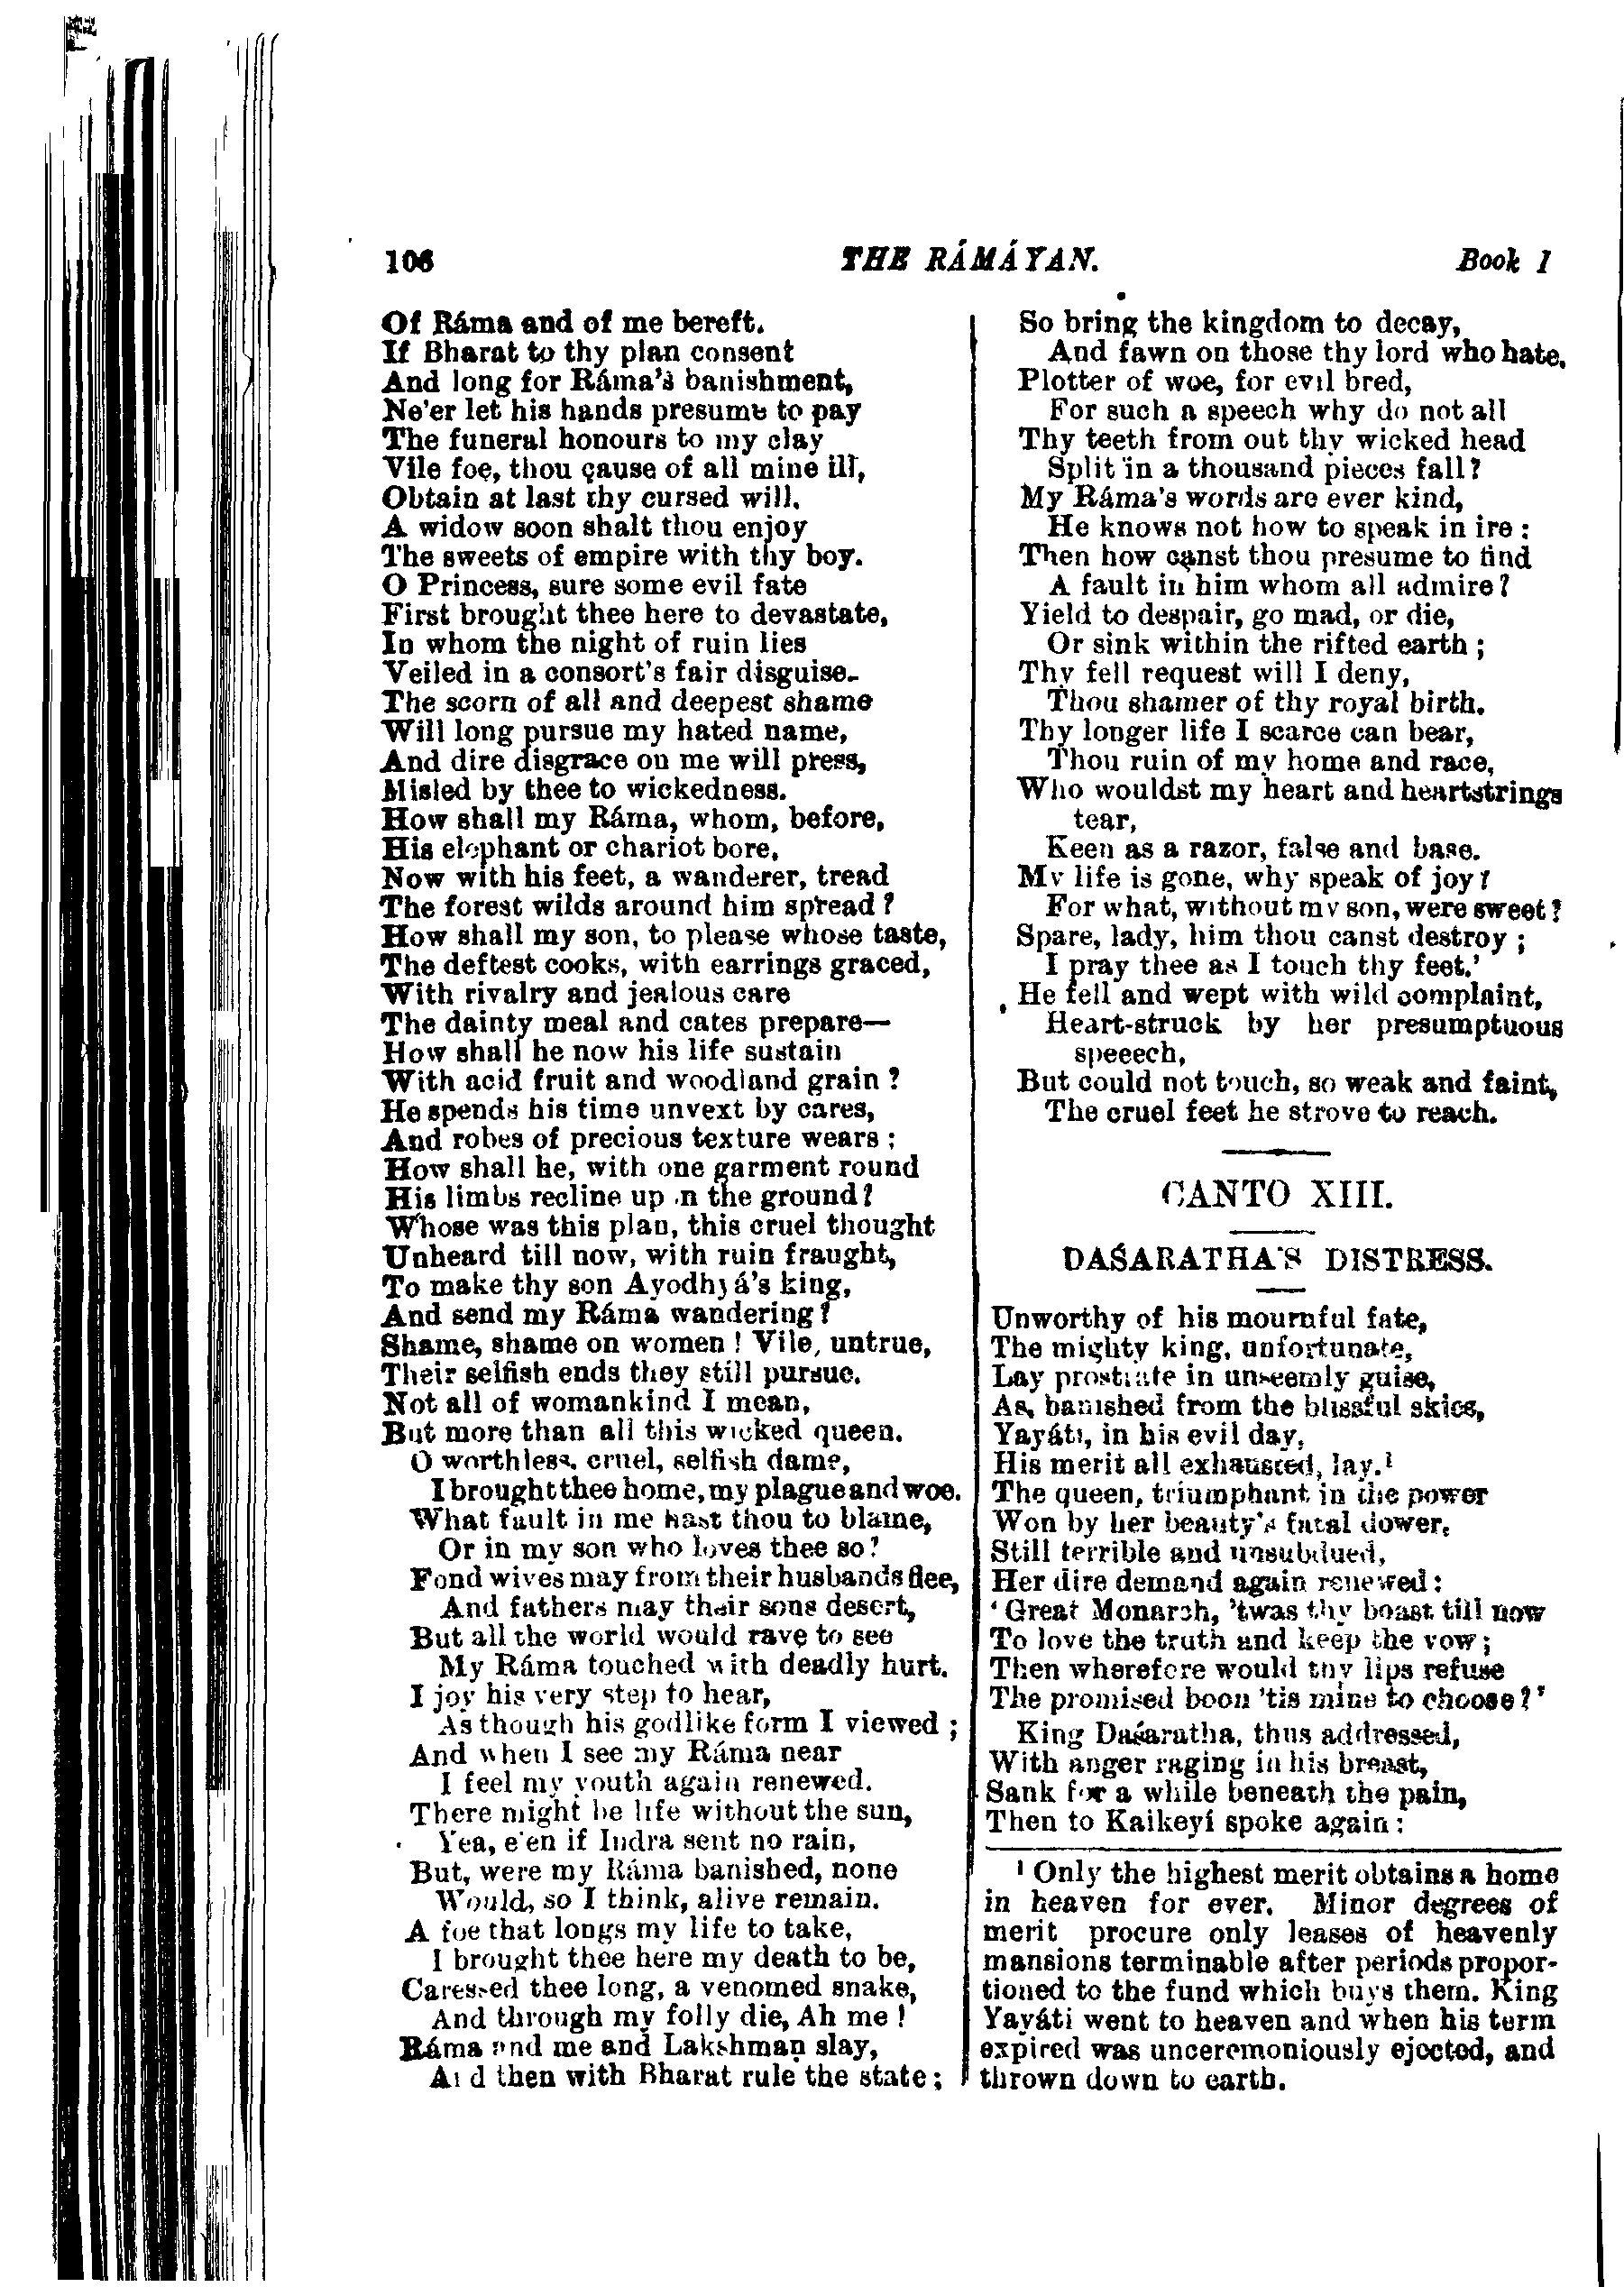 106 THE RÁMÁYAN. Book I
Of Ráma and of me bereft.
If Bharat to thy plan consent
And long for Ráma's banishment,
Ne'er let his hands presume to pay
The funeral honours to my clay
Vile foe, thou cause of all mine ill,
Obtain at last thy cursed will.
A widow soon shalt thou enjoy
The sweets of empire with thy boy.
O Princess, sure some evil fate
First brought thee here to devastate,
In whom the night of ruin lies
Veiled in a consort's fair disguise.
The scorn of all and deepest shame
Will long pursue my hated name,
And dire disgrace on me will press,
Misled by thee to wickedness.
How shall my Ráma, whom, before,
His elephant or chariot bore,
Now with his feet, a wanderer, tread
The forest wilds around him spread?
How shall my son, to please whose taste,
The deftest cooks, with earrings graced,
With rivalry and jealous care
The dainty meal and cates prepare—
How shall he now his life sustain
With acid fruit and woodland grain?
He spends his time unvext by cares,
And robes of precious texture wears;
How shall he, with one garment round
His limbs recline upon the ground?
Whose was this plan, this cruel thought
Unheard till now, with ruin fraught,
To make thy son Ayodhyá's king,
And send my Ráma wandering?
Shame, shame on women! Vile, untrue,
Their selfish ends they still pursue.
Not all of womankind I mean,
But more than all this wicked queen.
O worthless, cruel, selfish dame,
I brought thee home, my plague and woe.
What fault in me hast thou to blame,
Or in my son who loves thee so?
Fond wives may from their husbands flee,
And fathers may their sons desert,
But all the world would rave to see
My Ráma touched with deadly hurt.
I joy his very step to hear,
As though his godlike form I viewed;
And when I see my Ráma near
I feel my youth again renewed.
There might be life without the sun,
Yea, e'en if Indra sent no rain,
But, were my Ráma banished, none
Would, so I think, alive remain.
A foe that longs my life to take,
I brought thee here my death to be,
Caressed thee long, a venomed snake,
And through my folly die, Ah me!
Ráma and me and Lakshmaṇ slay,
And then with Bharat rule the state;
So bring the kingdom to decay,
And fawn on those thy lord who hate.
Plotter of woe, for evil bred,
For such a speech why do not all
Thy teeth from out thy wicked head
Split in a thousand pieces fall?
My Ráma's words are ever kind,
He knows not how to speak in ire:
Then how canst thou presume to find
A fault in him whom all admire?
Yield to despair, go mad, or die,
Or sink within the rifted earth;
Thy fell request will I deny,
Thou shamer of thy royal birth.
Thy longer life I scarce can bear,
Thou ruin of my home and race,
Who wouldst my heart and heartstrings
tear,
Keen as a razor, false and base.
My life is gone, why speak of joy?
For what, without my son, were sweet?
Spare, lady, him thou canst destroy;
I pray thee as I touch thy feet.'
He fell and wept with wild complaint,
Heart-struck by her presumptuous
speeech,
But could not touch, so weak and faint,
The cruel feet he strove to reach.
CANTO XIII.
DAŚARATHA'S DISTRESS.
Unworthy of his mournful fate,
The mighty king, unfortunate,
Lay prostrate in unseemly guise,
As, banished from the blissful skies,
Yayáti, in his evil day,
His merit all exhausted, lay.¹
The queen, triumphant in the power
Won by her beauty's fatal dower,
Still terrible and unsubdued,
Her dire demand again renewed:
'Great Monarch, 'twas thy boast till now
To love the truth and keep the vow;
Then wherefore would thy lips refuse
The promised boon 'tis mine to choose?'
King Daśaratha, thus addressed,
With anger raging in his breast,
Sank for a while beneath the pain,
Then to Kaikeyí spoke again:
¹ Only the highest merit obtains a home
in heaven for ever. Minor degrees of
merit procure only leases of heavenly
mansions terminable after periods propor-
tioned to the fund which buys them. King
Yayáti went to heaven and when his term
expired was unceremoniously ejected, and
thrown down to earth.